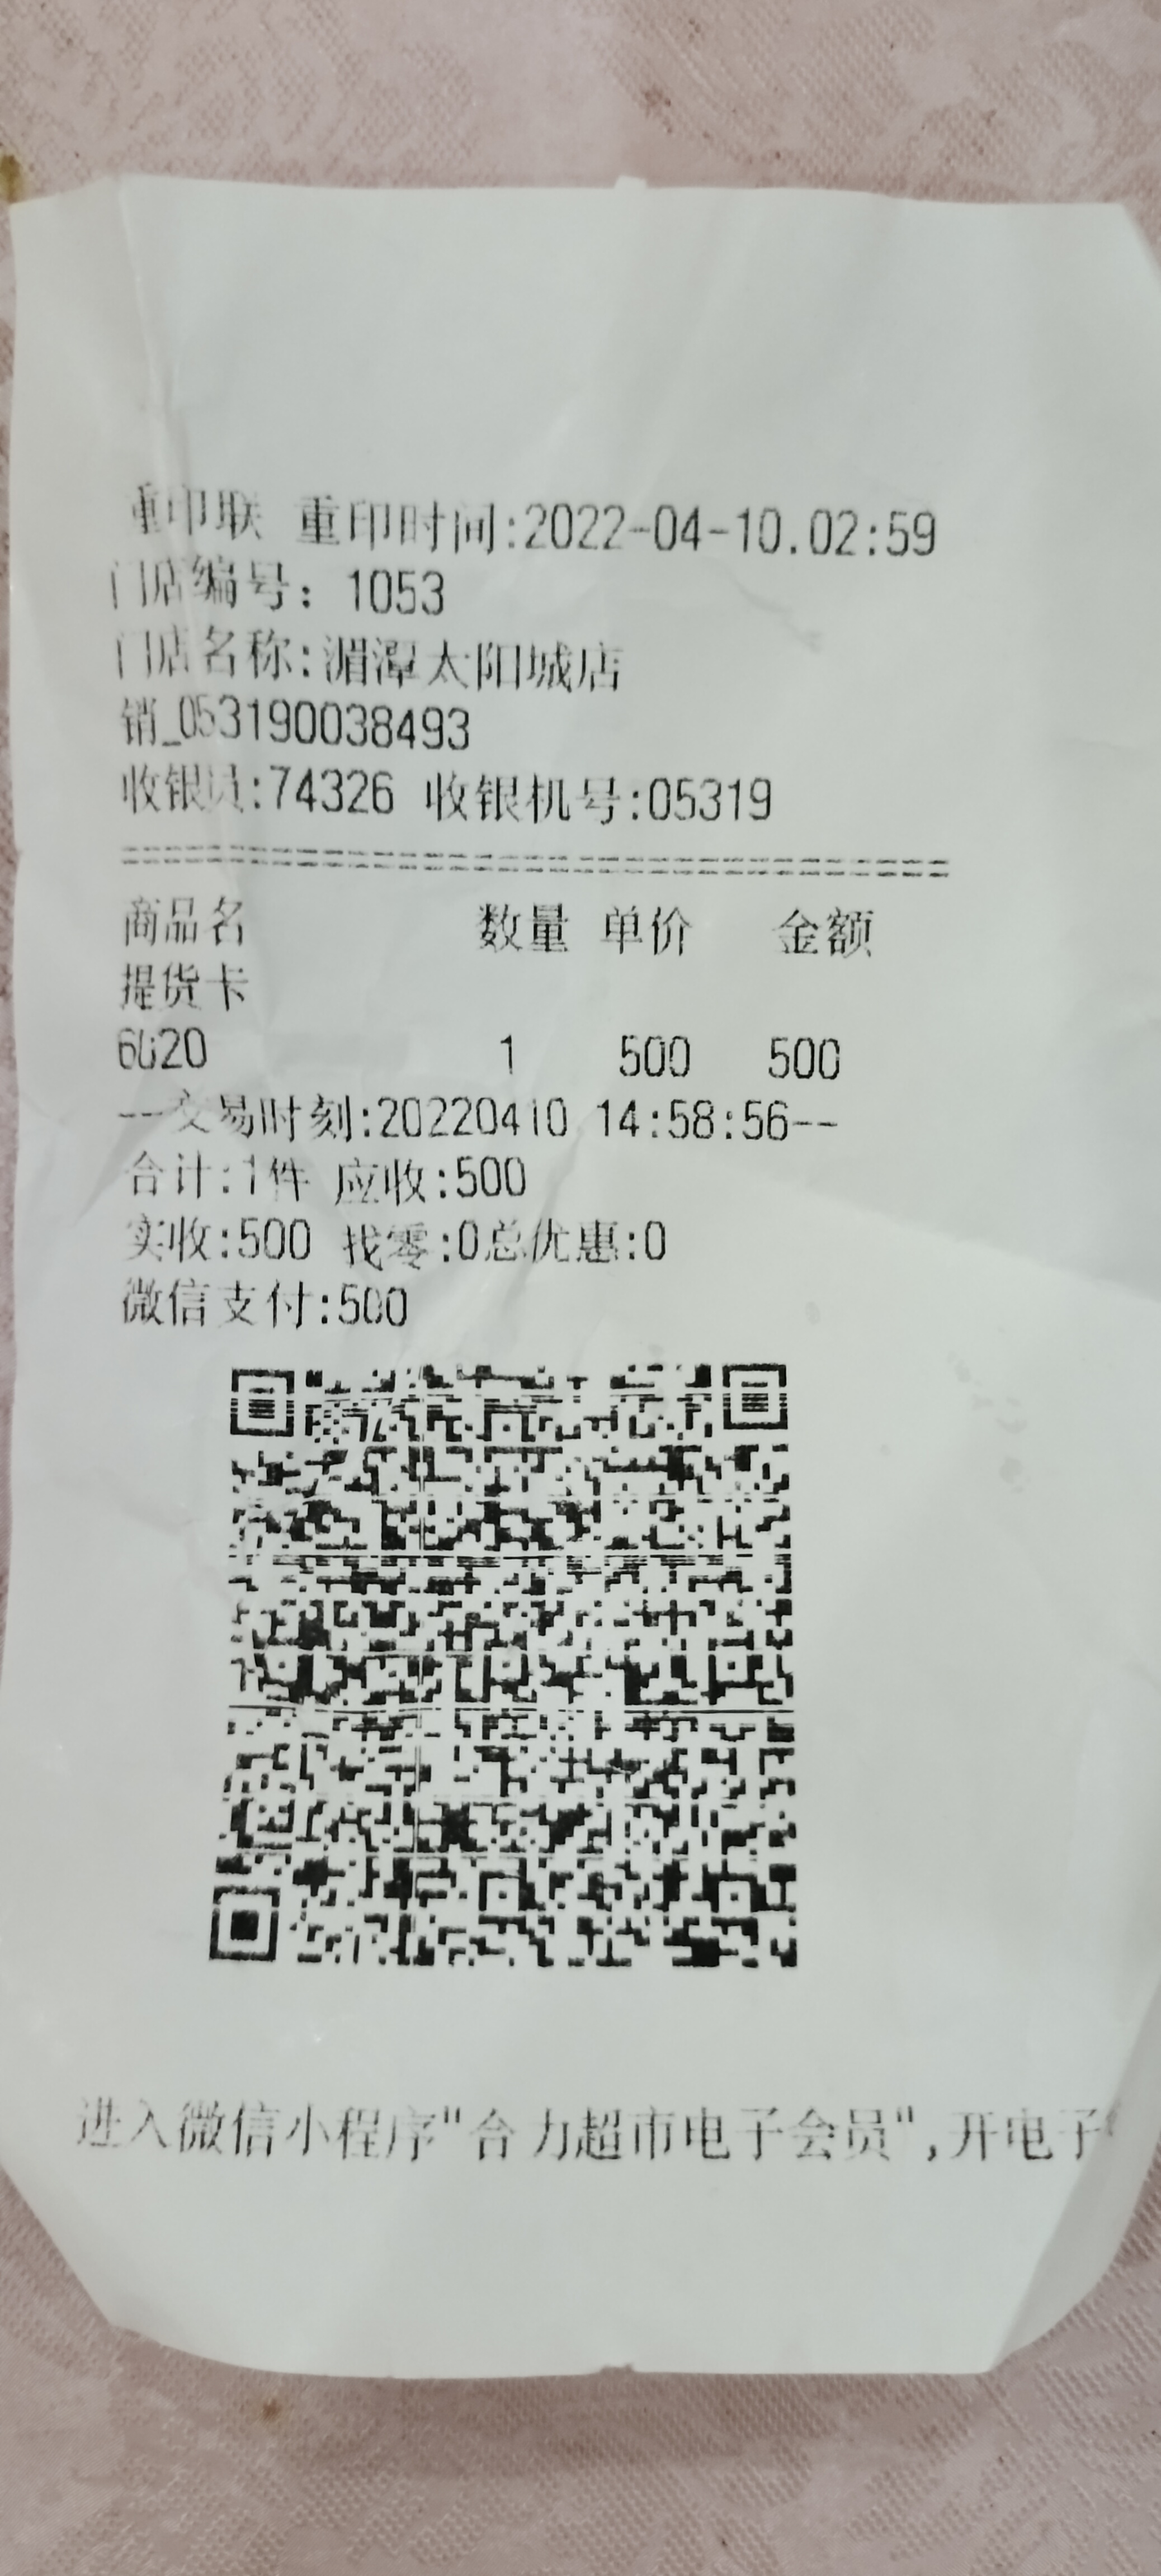 重印联 重印时间:2022-04-10.02:59
门店编号: 1053
门店名称:湄潭太阳城店
销_053190038493
收银员:74326 收银机号:05319
商品名 数量 单价 金额
提货卡
6020 1 500 500
--交易时刻:20220410 14:58:56--
合计:1件 应收:500
实收:500 找零:0总优惠:0
微信支付:500
进入微信小程序"合力超市电子会员",开电子